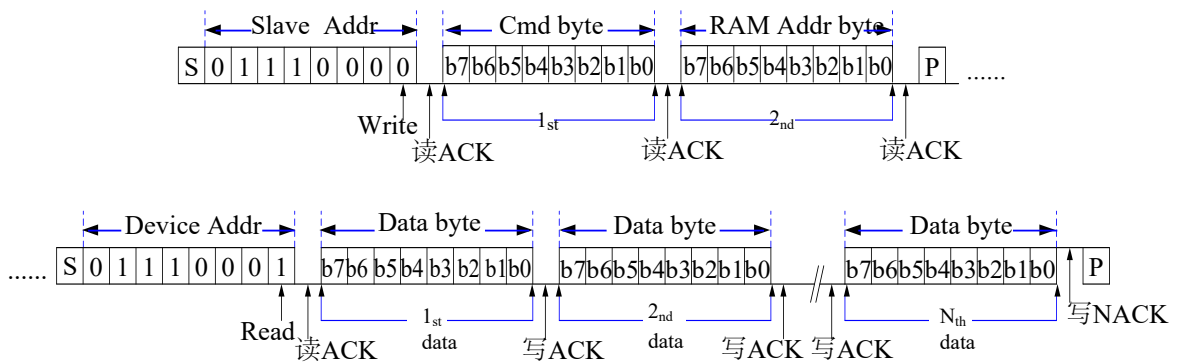 Slave Addr Cmd byte RAM Addr byte
S 0 1 1 1 0 0 0 0 b7 b6 b5 b4 b3 b2 b1 b0 b7 b6 b5 b4 b3 b2 b1 b0 P ......
Write 1st 2nd
读ACK 读ACK 读ACK
Device Addr Data byte Data byte Data byte
...... S 0 1 1 1 0 0 0 1 b7 b6 b5 b4 b3 b2 b1 b0 b7 b6 b5 b4 b3 b2 b1 b0 // b7 b6 b5 b4 b3 b2 b1 b0 P
Read 1st 2nd Nth 写NACK
读ACK data 写ACK data 写ACK 写ACK data